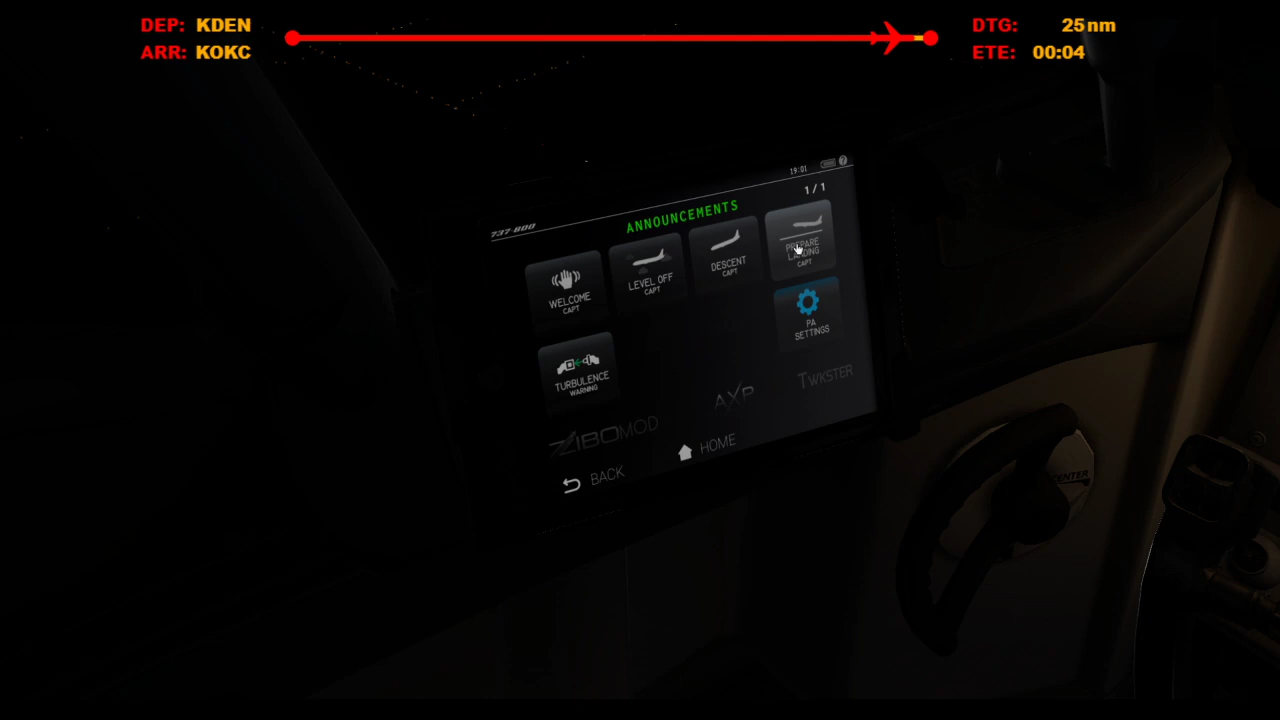 DEP: KDEN
ARR: KOKC
DTG: 25nm
ETE: 00:04
19:01
737-800
ANNOUNCEMENTS
1/1
WELCOME
CAPT
LEVEL OFF
CAPT
DESCENT
CAPT
PREPARE
LANDING
CAPT
TURBULENCE
WARNING
PA
SETTINGS
ZIBOMOD
AXP
TWKSTER
BACK
HOME
CENTER